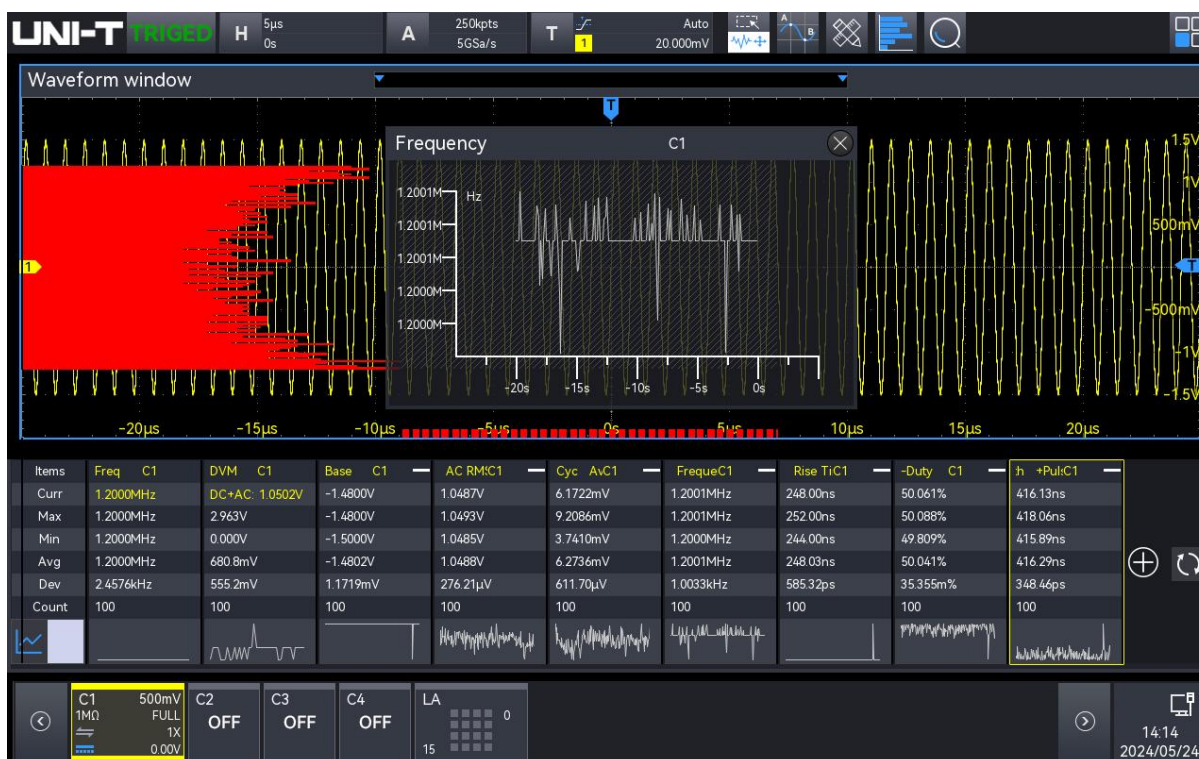 UNI-T TRIGED H 5µs 0s A 250kpts 5GSa/s T 1 Auto 20.000mV A B
Waveform window
T
Frequency C1
1.5V
1V
500mV
1
T
-500mV
-1V
-1.5V
Hz
1.2001M
1.2001M
1.2001M
1.2000M
1.2000M
-20s -15s -10s -5s 0s
-20µs -15µs -10µs -5µs 0s 5µs 10µs 15µs 20µs
Items Freq C1 DVM C1 Base C1 AC RM:C1 Cyc AvC1 FrequeC1 Rise TiC1 -Duty C1 :h +Pul:C1
Curr 1.2000MHz DC+AC: 1.0502V -1.4800V 1.0487V 6.1722mV 1.2001MHz 248.00ns 50.061% 416.13ns
Max 1.2000MHz 2.963V -1.4800V 1.0493V 9.2086mV 1.2001MHz 252.00ns 50.088% 418.06ns
Min 1.2000MHz 0.000V -1.5000V 1.0485V 3.7410mV 1.2000MHz 244.00ns 49.809% 415.89ns
Avg 1.2000MHz 680.8mV -1.4802V 1.0488V 6.2736mV 1.2001MHz 248.03ns 50.041% 416.29ns
Dev 2.4576kHz 555.2mV 1.1719mV 276.21µV 611.70µV 1.0033kHz 585.32ps 35.355m% 348.46ps
Count 100 100 100 100 100 100 100 100 100
C1 500mV
1MΩ FULL
1X
0.00V
C2
OFF
C3
OFF
C4
OFF
LA
0
15
14:14
2024/05/24